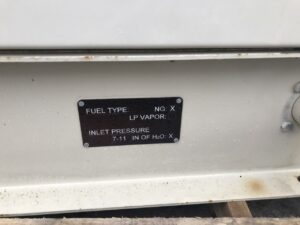 FUEL TYPE: NG: X
LP VAPOR:
INLET PRESSURE
7-11 IN OF H2O: X